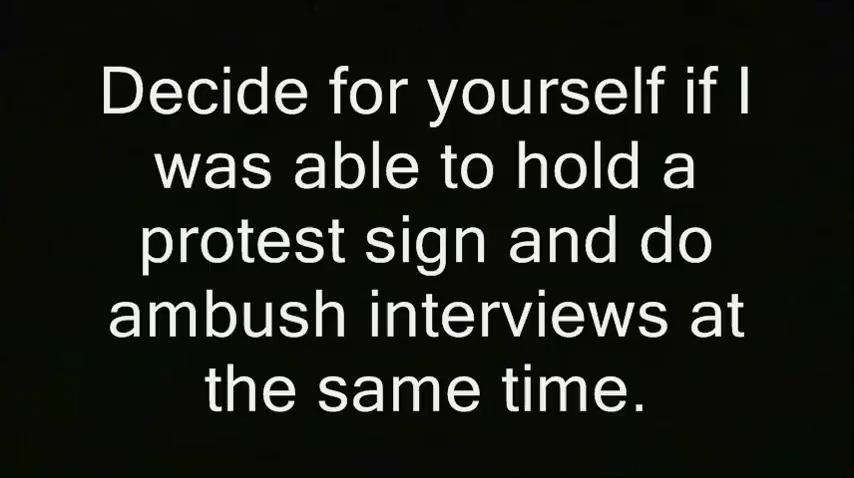 Decide for yourself if I
was able to hold a
protest sign and do
ambush interviews at
the same time.